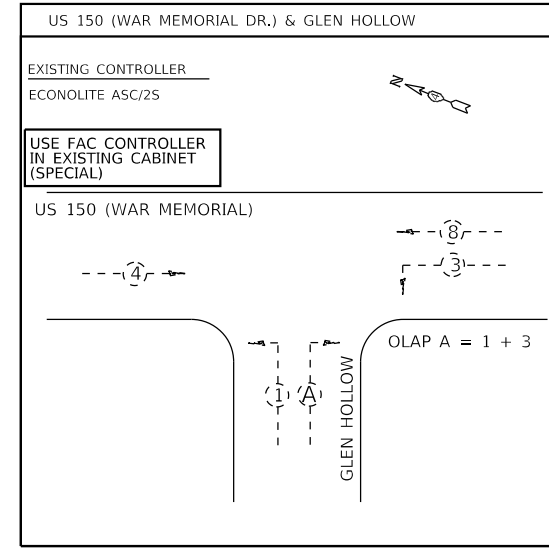 US 150 (WAR MEMORIAL DR.) & GLEN HOLLOW
EXISTING CONTROLLER
ECONOLITE ASC/2S
N
4
USE FAC CONTROLLER
IN EXISTING CABINET
(SPECIAL)
US 150 (WAR MEMORIAL)
8
4
3
OLAP A = 1 + 3
1
A
GLEN HOLLOW